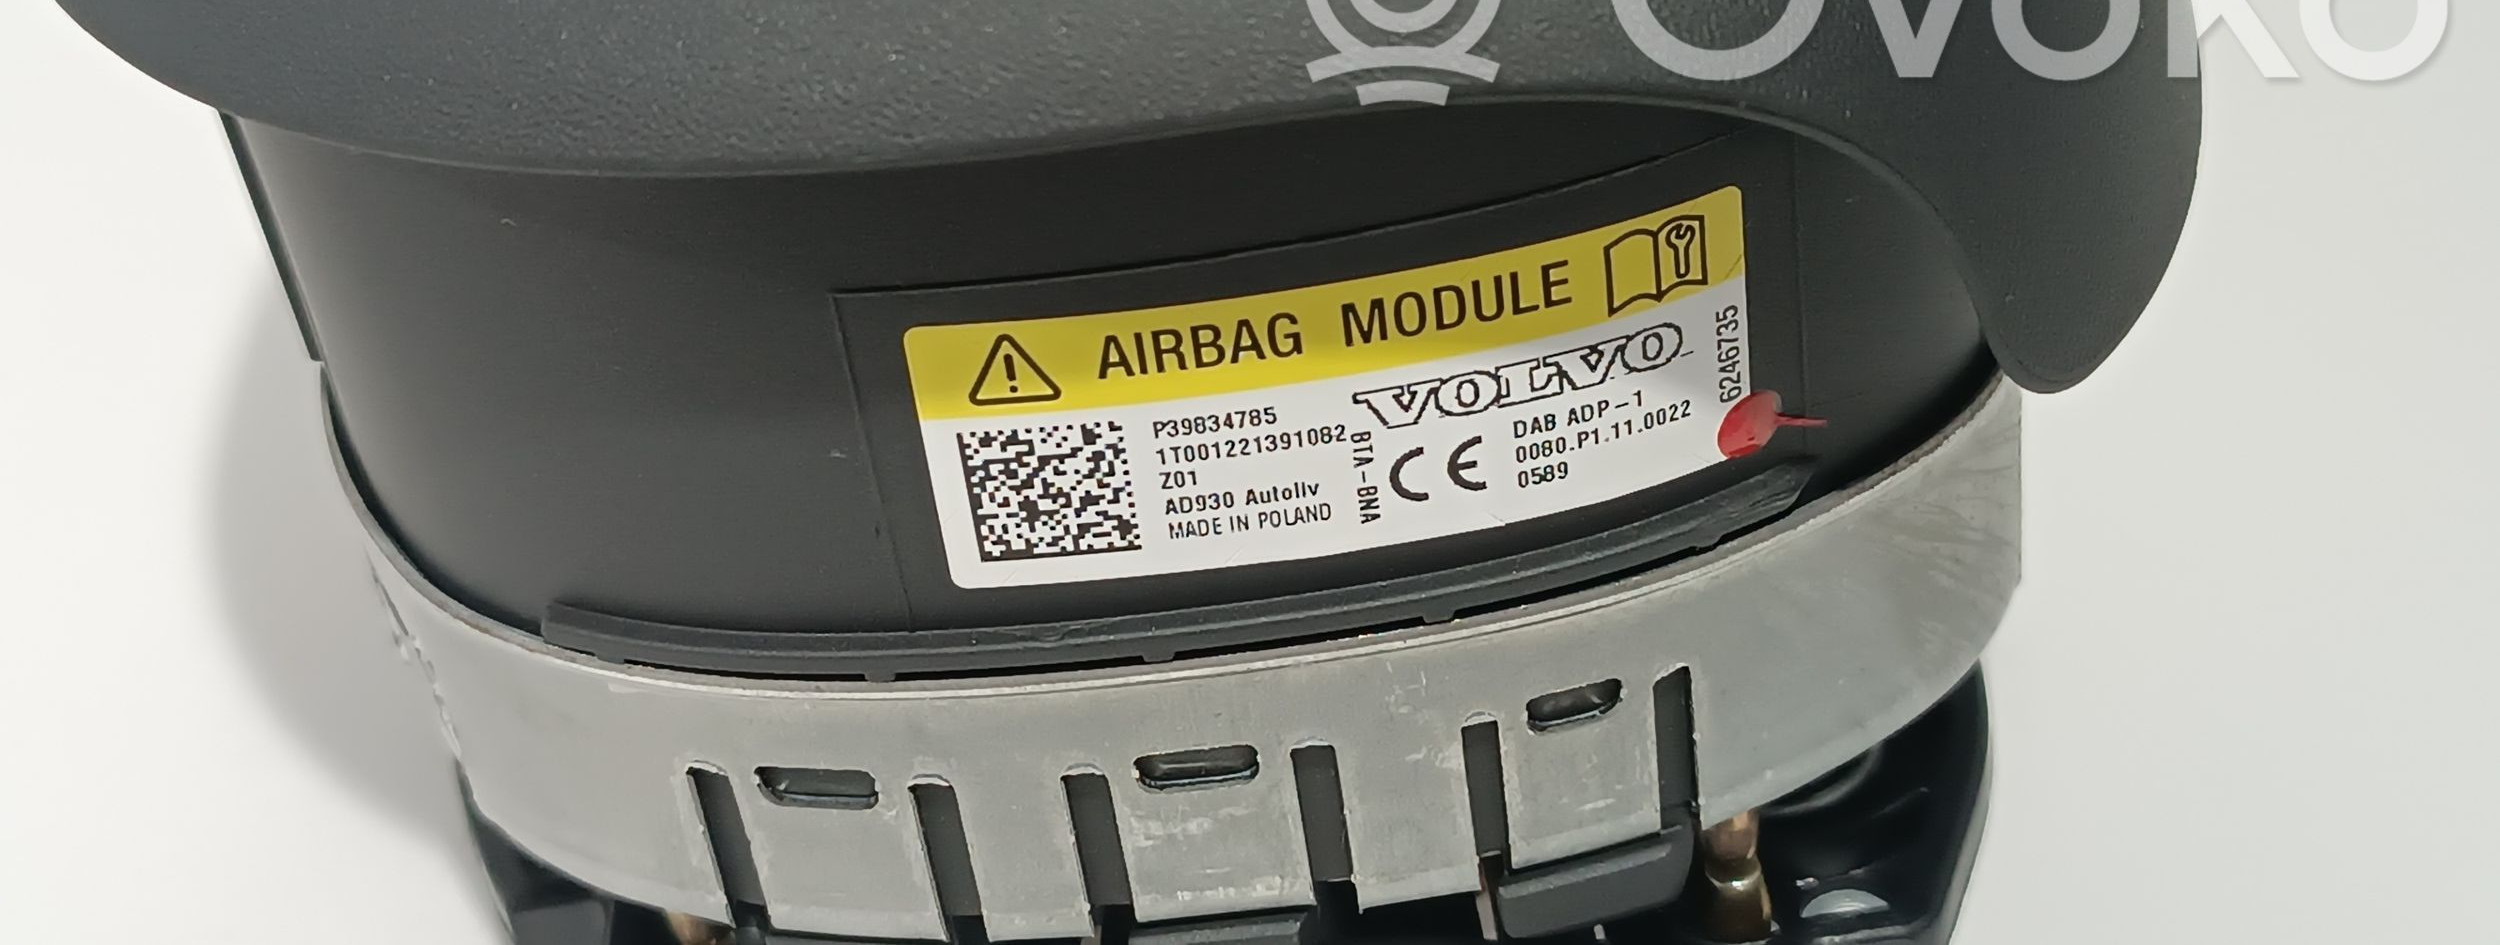 Ovoko
AIRBAG MODULE
VOLVO
P39834785
1T001221391082
Z01
AD930 Autoliv
MADE IN POLAND
BTA-BNA
CE
DAB ADP-1
0080.P1.11.0022
0589
6246735